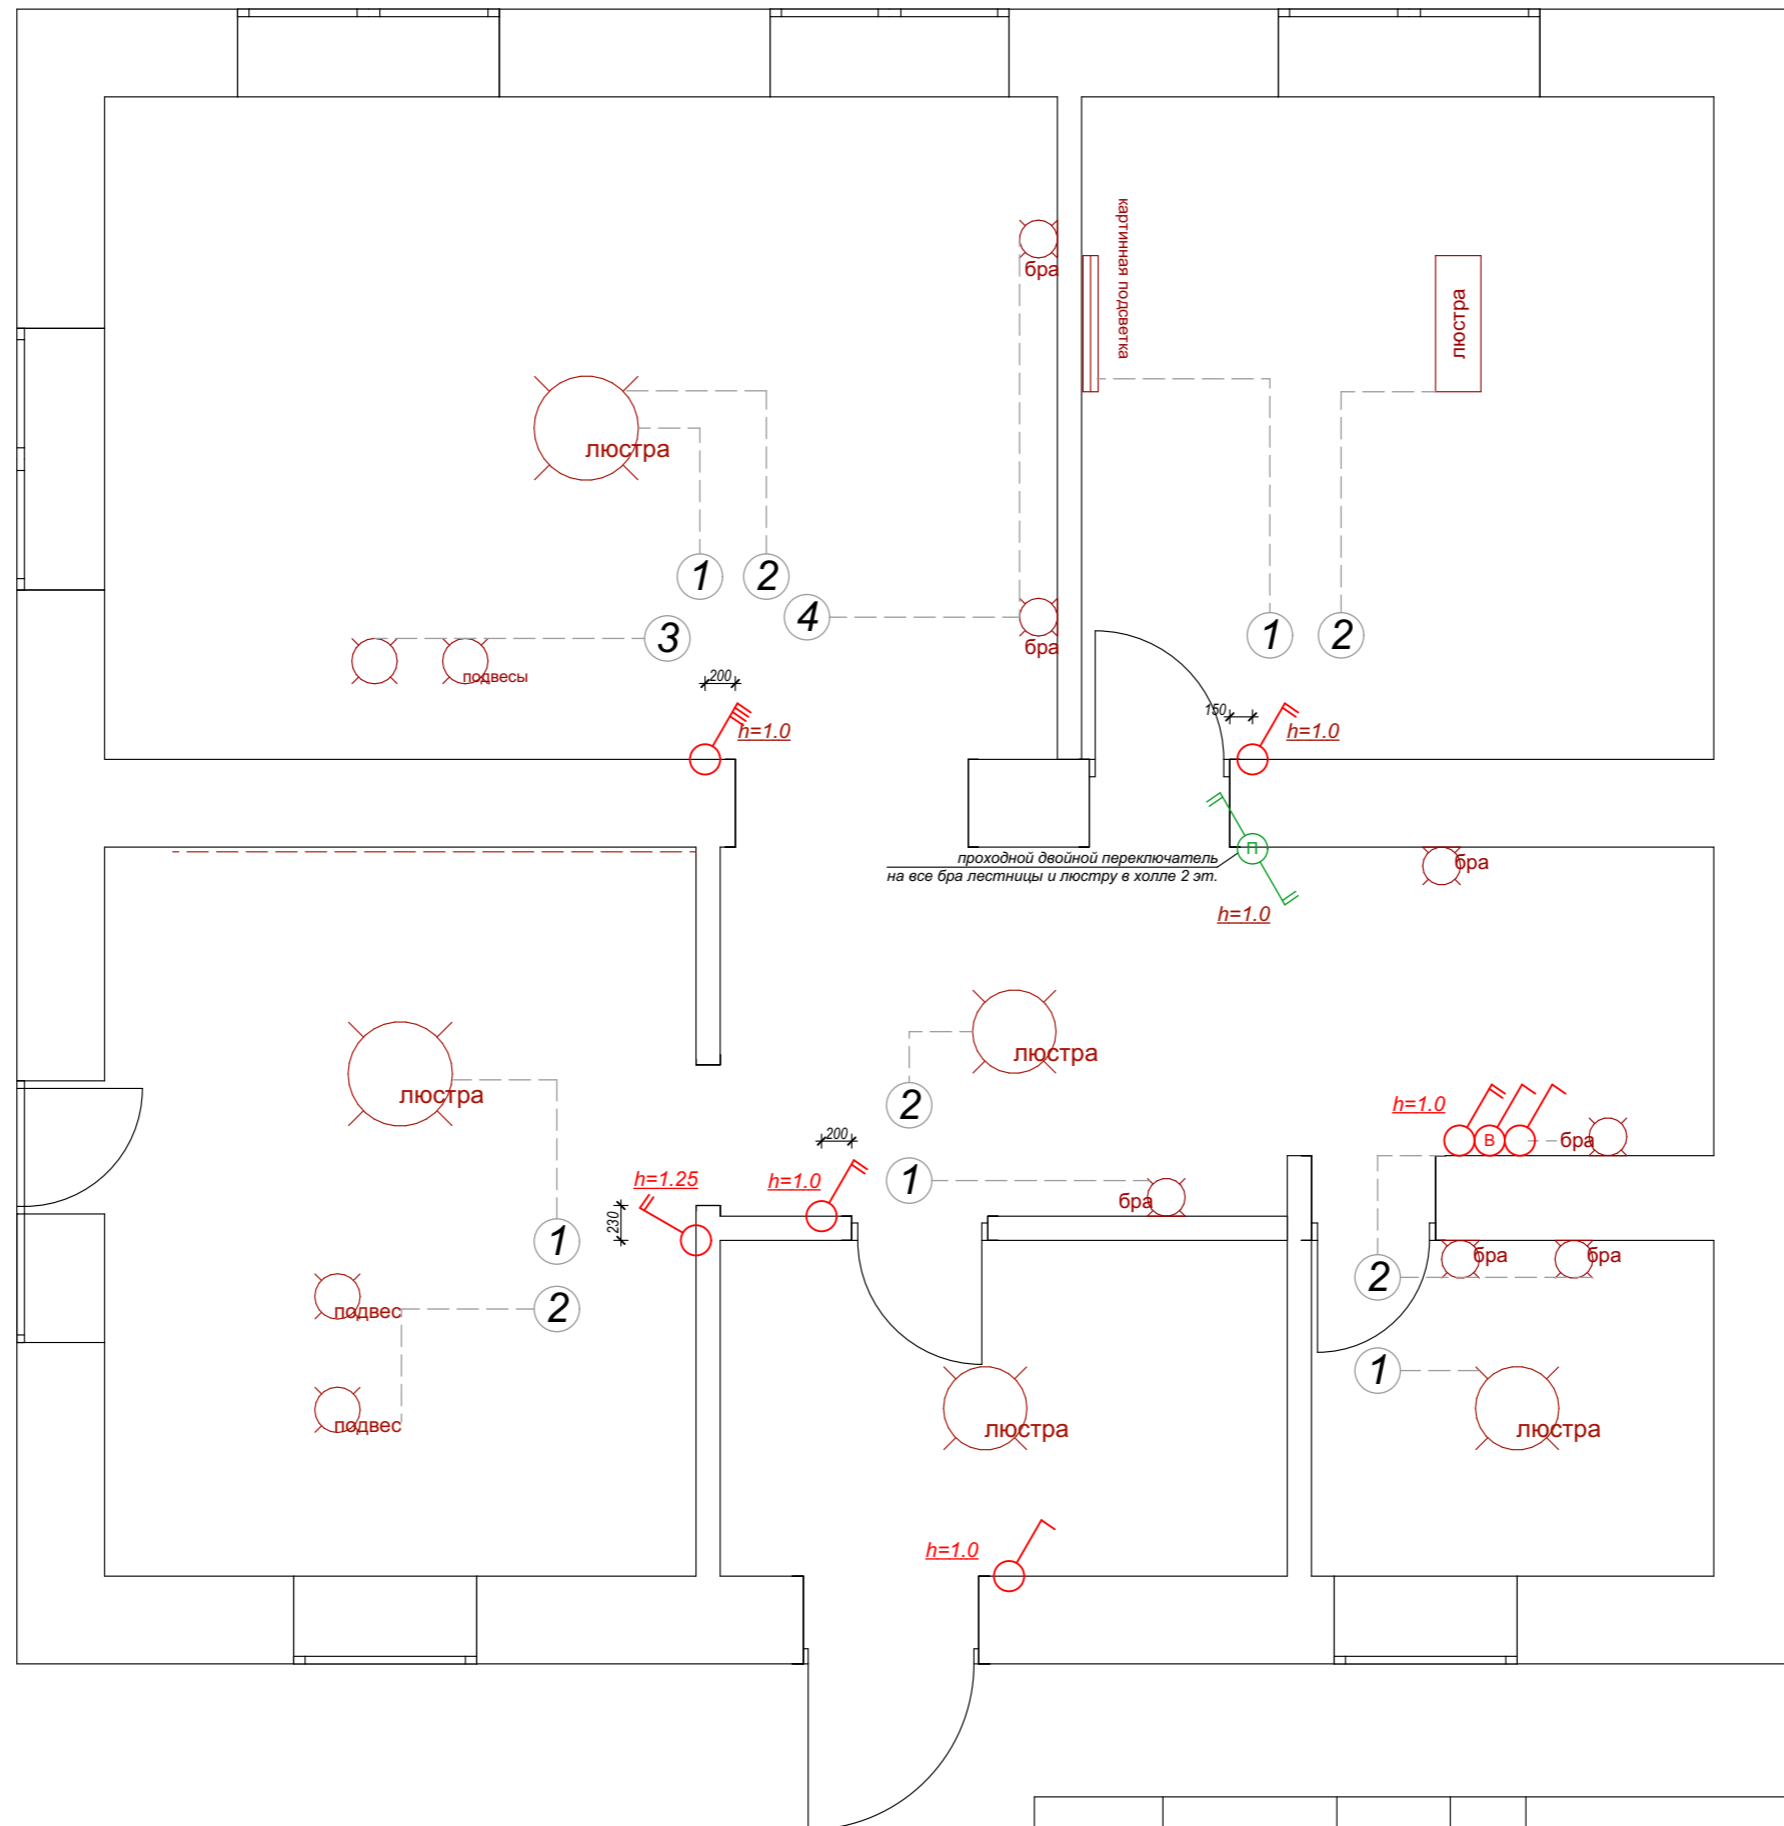 картинная подсветка
бра
люстра
люстра
1
2
4
бра
3
подвесы
1
2
200
h=1.0
150
h=1.0
проходной двойной переключатель
на все бра лестницы и люстру в холле 2 эт.
П
h=1.0
бра
люстра
люстра
2
h=1.0
В
бра
200
1
бра
h=1.25
h=1.0
230
1
2
бра
бра
подвес
2
подвес
1
люстра
люстра
h=1.0